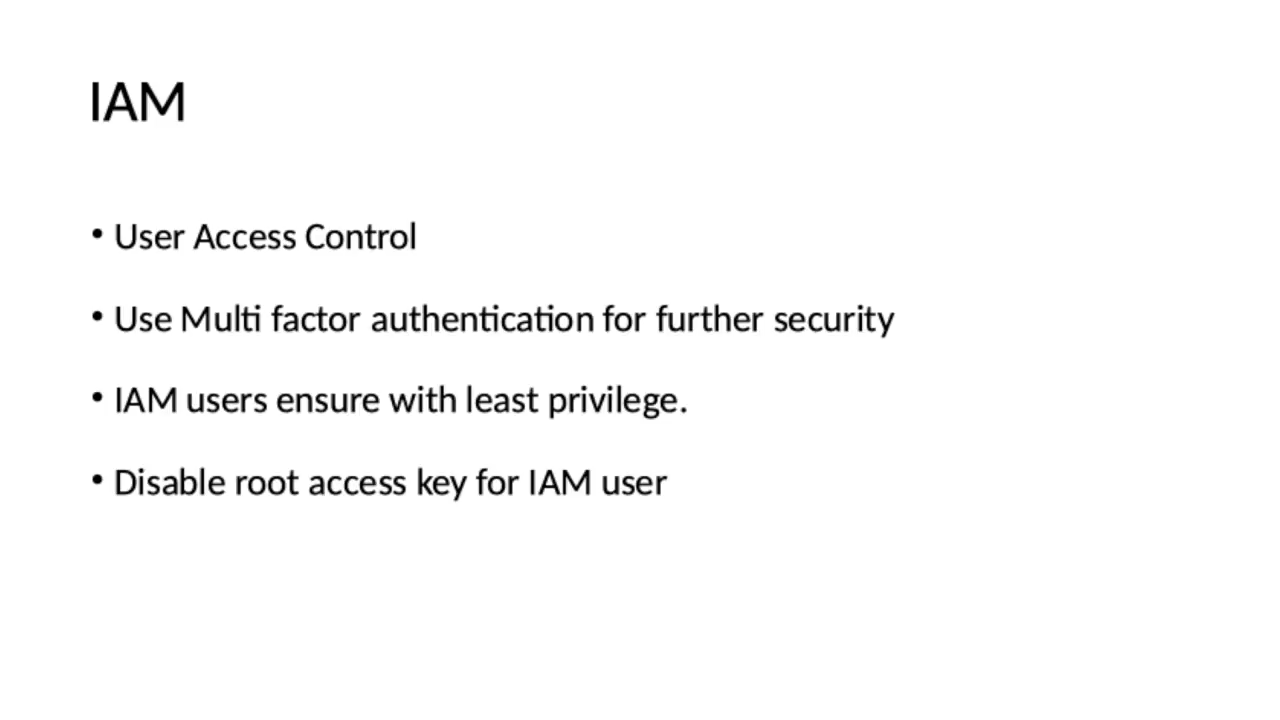 IAM
• User Access Control
• Use Multi factor authentication for further security
• IAM users ensure with least privilege.
• Disable root access key for IAM user